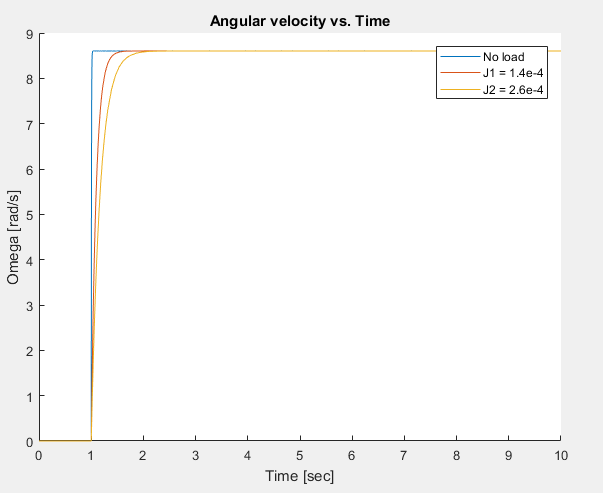 Angular velocity vs. Time
9
8
7
6
5
4
3
2
1
0
Omega [rad/s]
No load
J1 = 1.4e-4
J2 = 2.6e-4
0 1 2 3 4 5 6 7 8 9 10
Time [sec]